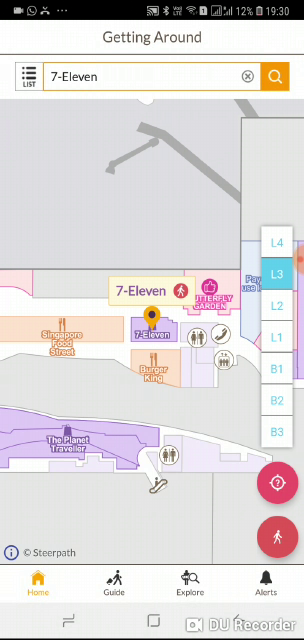 12% 19:30
Getting Around
LIST
7-Eleven
7-Eleven
BUTTERFLY
GARDEN
Pay
use
7-Eleven
Singapore
Food
Street
Burger
King
The Planet
Traveller
L4
L3
L2
L1
B1
B2
B3
© Steerpath
Home
Guide
Explore
Alerts
DU Recorder